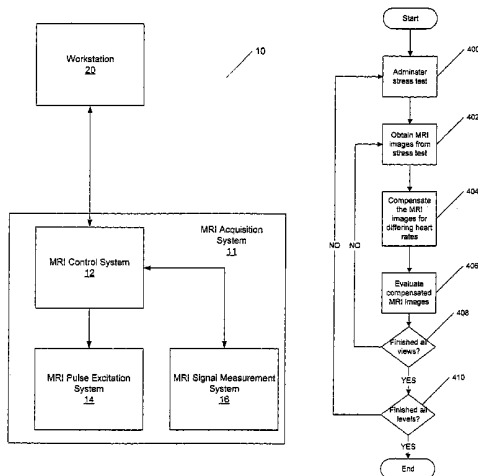 Workstation
20
10
MRI Acquisition
System
11
MRI Control System
12
MRI Pulse Excitation
System
14
MRI Signal Measurement
System
16
Start
400
Administer
stress test
402
Obtain MRI
images from
stress test
404
Compensate
the MRI
images for
differing heart
rates
NO
NO
406
Evaluate
compensated
MRI images
408
Finished all
views?
YES
410
Finished all
levels?
YES
End